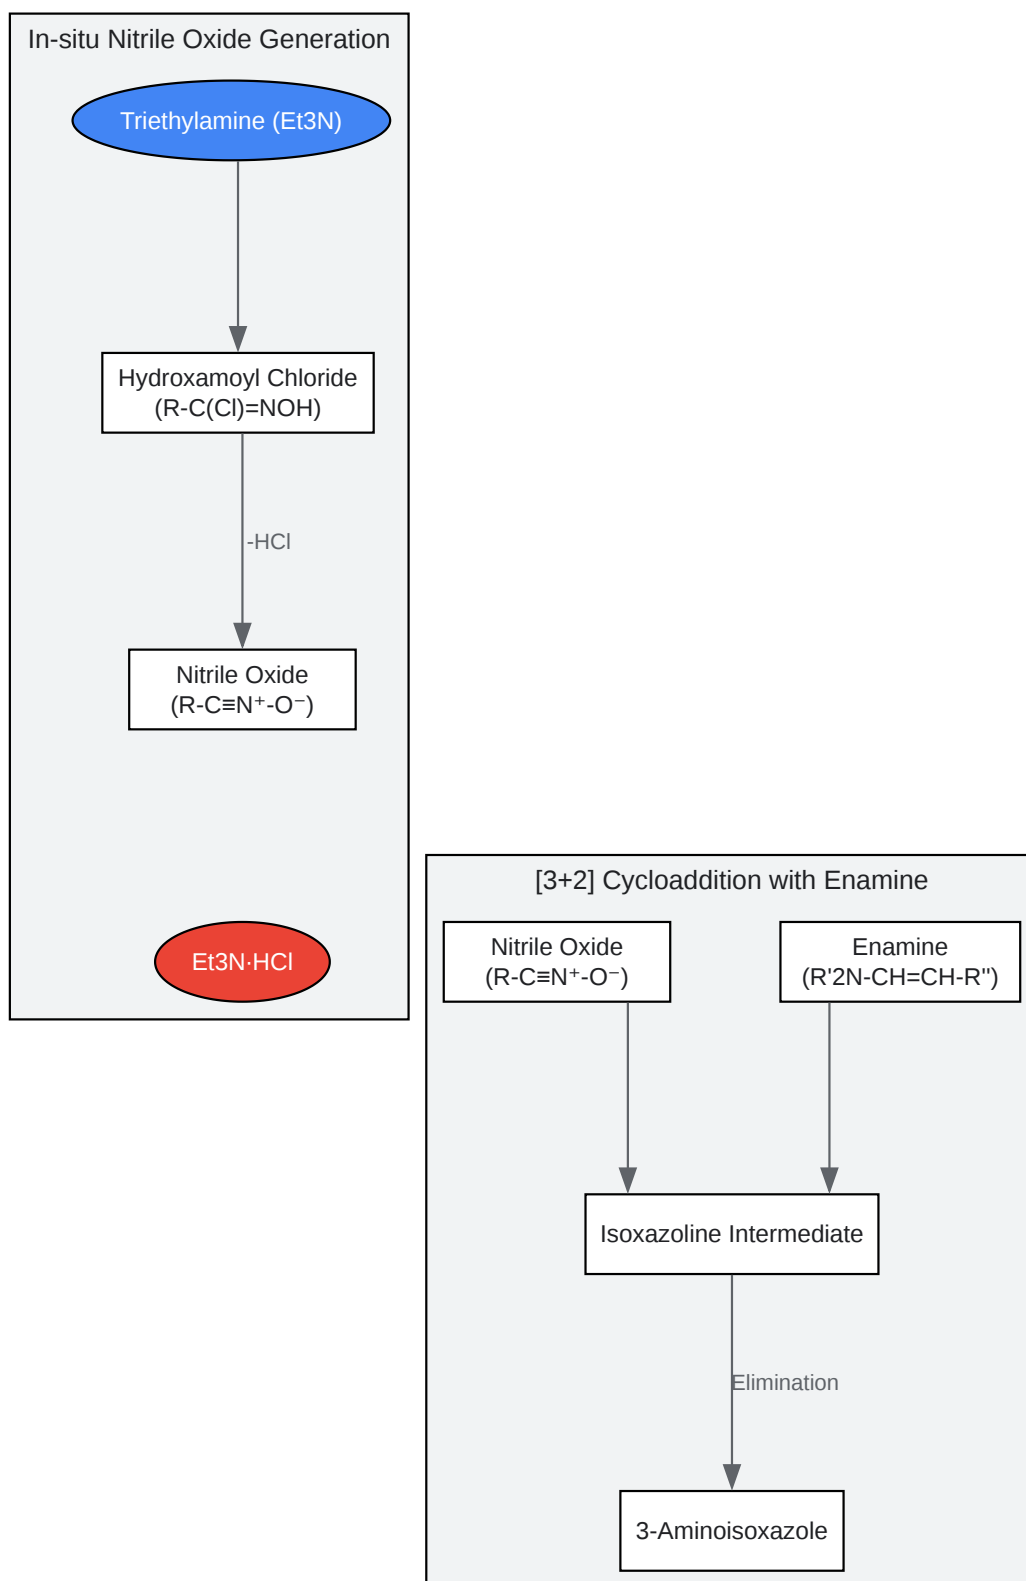 In-situ Nitrile Oxide Generation
Triethylamine (Et3N)
Hydroxamoyl Chloride
(R-C(Cl)=NOH)
-HCl
Nitrile Oxide
(R-C≡N⁺-O⁻)
Et3N·HCl
[3+2] Cycloaddition with Enamine
Nitrile Oxide
(R-C≡N⁺-O⁻)
Enamine
(R'2N-CH=CH-R'')
Isoxazoline Intermediate
Elimination
3-Aminoisoxazole